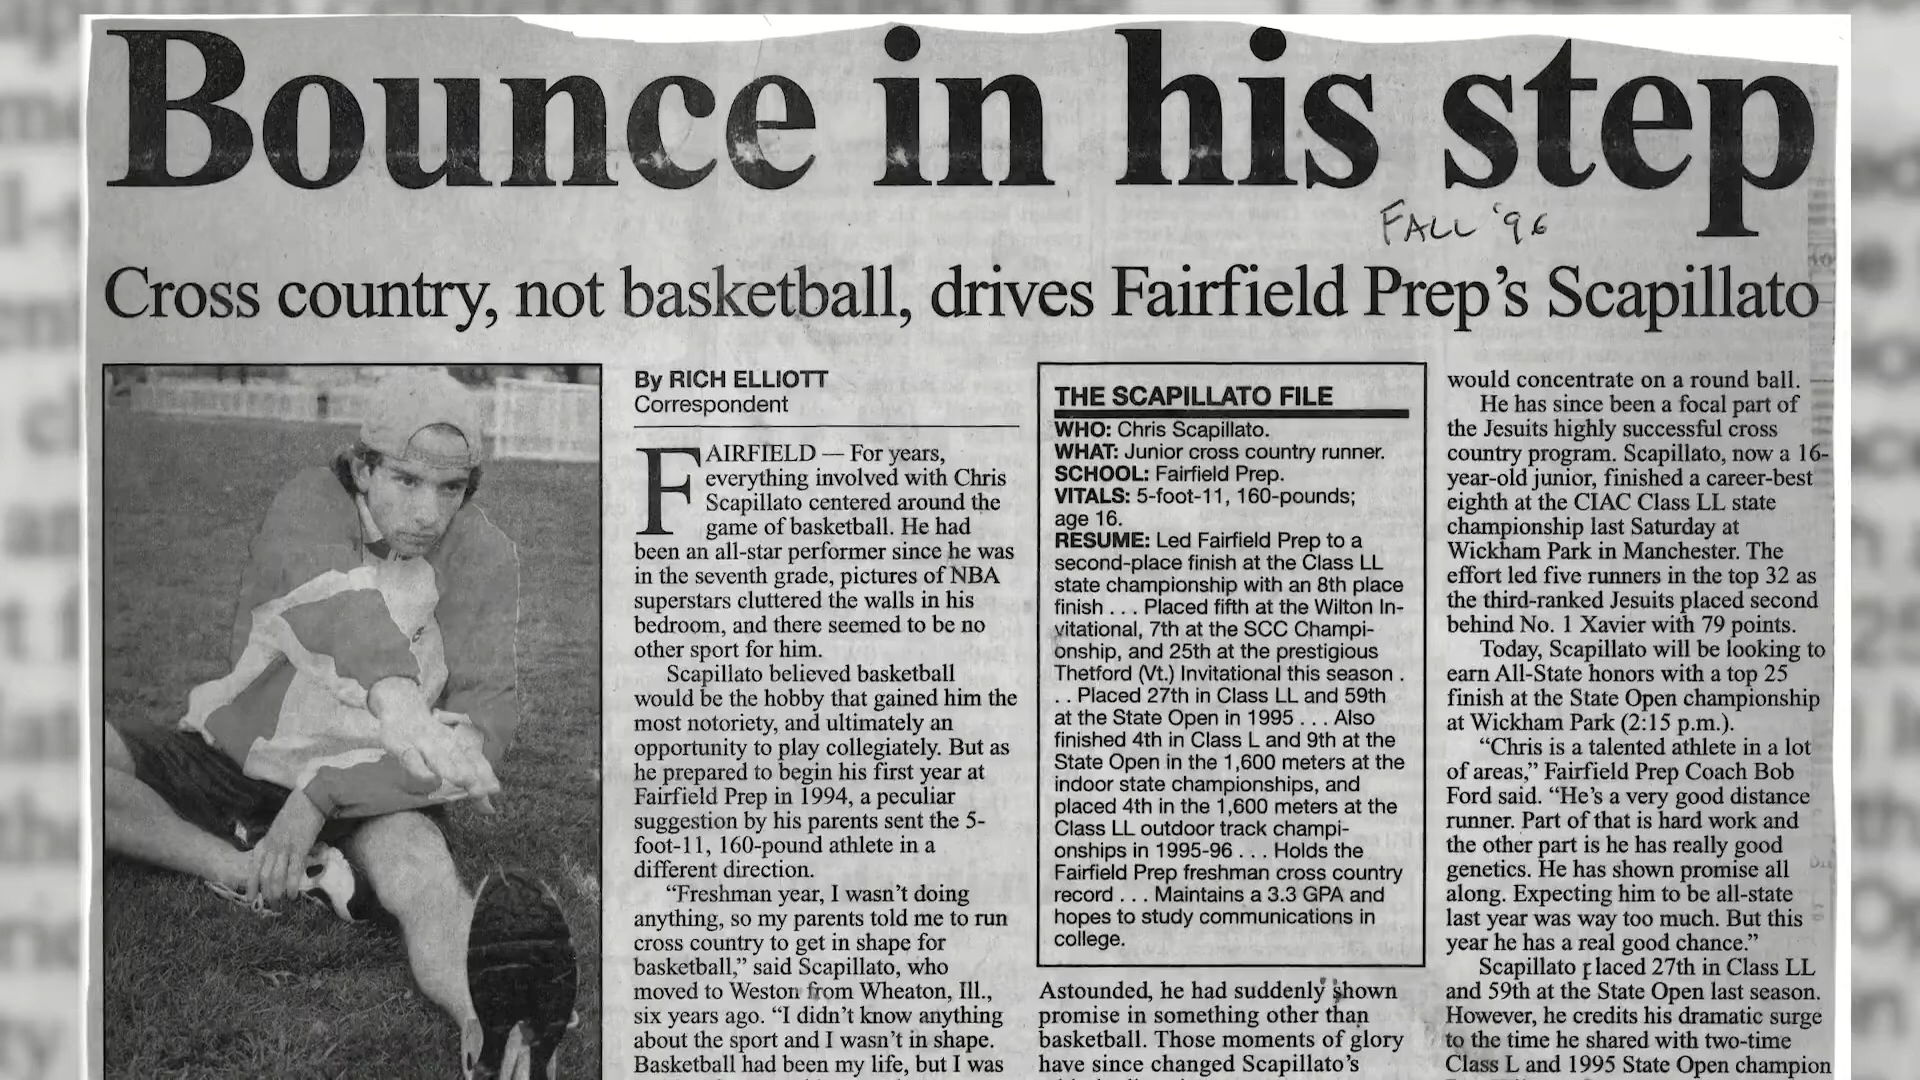 Bounce in his step
FALL '96
Cross country, not basketball, drives Fairfield Prep's Scapillato
By RICH ELLIOTT
Correspondent
FAIRFIELD — For years,
everything involved with Chris
Scapillato centered around the
game of basketball. He had
been an all-star performer since he was
in the seventh grade, pictures of NBA
superstars cluttered the walls in his
bedroom, and there seemed to be no
other sport for him.
Scapillato believed basketball
would be the hobby that gained him the
most notoriety, and ultimately an
opportunity to play collegiately. But as
he prepared to begin his first year at
Fairfield Prep in 1994, a peculiar
suggestion by his parents sent the 5-
foot-11, 160-pound athlete in a
different direction.
"Freshman year, I wasn't doing
anything, so my parents told me to run
cross country to get in shape for
basketball," said Scapillato, who
moved to Weston from Wheaton, Ill.,
six years ago. "I didn't know anything
about the sport and I wasn't in shape.
Basketball had been my life, but I was
THE SCAPILLATO FILE
WHO: Chris Scapillato.
WHAT: Junior cross country runner.
SCHOOL: Fairfield Prep.
VITALS: 5-foot-11, 160-pounds;
age 16.
RESUME: Led Fairfield Prep to a
second-place finish at the Class LL
state championship with an 8th place
finish . . . Placed fifth at the Wilton In-
vitational, 7th at the SCC Champi-
onship, and 25th at the prestigious
Thetford (Vt.) Invitational this season .
. . Placed 27th in Class LL and 59th
at the State Open in 1995 . . . Also
finished 4th in Class L and 9th at the
State Open in the 1,600 meters at the
indoor state championships, and
placed 4th in the 1,600 meters at the
Class LL outdoor track champi-
onships in 1995-96 . . . Holds the
Fairfield Prep freshman cross country
record . . . Maintains a 3.3 GPA and
hopes to study communications in
college.
Astounded, he had suddenly shown
promise in something other than
basketball. Those moments of glory
have since changed Scapillato's
would concentrate on a round ball.
He has since been a focal part of
the Jesuits highly successful cross
country program. Scapillato, now a 16-
year-old junior, finished a career-best
eighth at the CIAC Class LL state
championship last Saturday at
Wickham Park in Manchester. The
effort led five runners in the top 32 as
the third-ranked Jesuits placed second
behind No. 1 Xavier with 79 points.
Today, Scapillato will be looking to
earn All-State honors with a top 25
finish at the State Open championship
at Wickham Park (2:15 p.m.).
"Chris is a talented athlete in a lot
of areas," Fairfield Prep Coach Bob
Ford said. "He's a very good distance
runner. Part of that is hard work and
the other part is he has really good
genetics. He has shown promise all
along. Expecting him to be all-state
last year was way too much. But this
year he has a real good chance."
Scapillato placed 27th in Class LL
and 59th at the State Open last season.
However, he credits his dramatic surge
to the time he shared with two-time
Class L and 1995 State Open champion